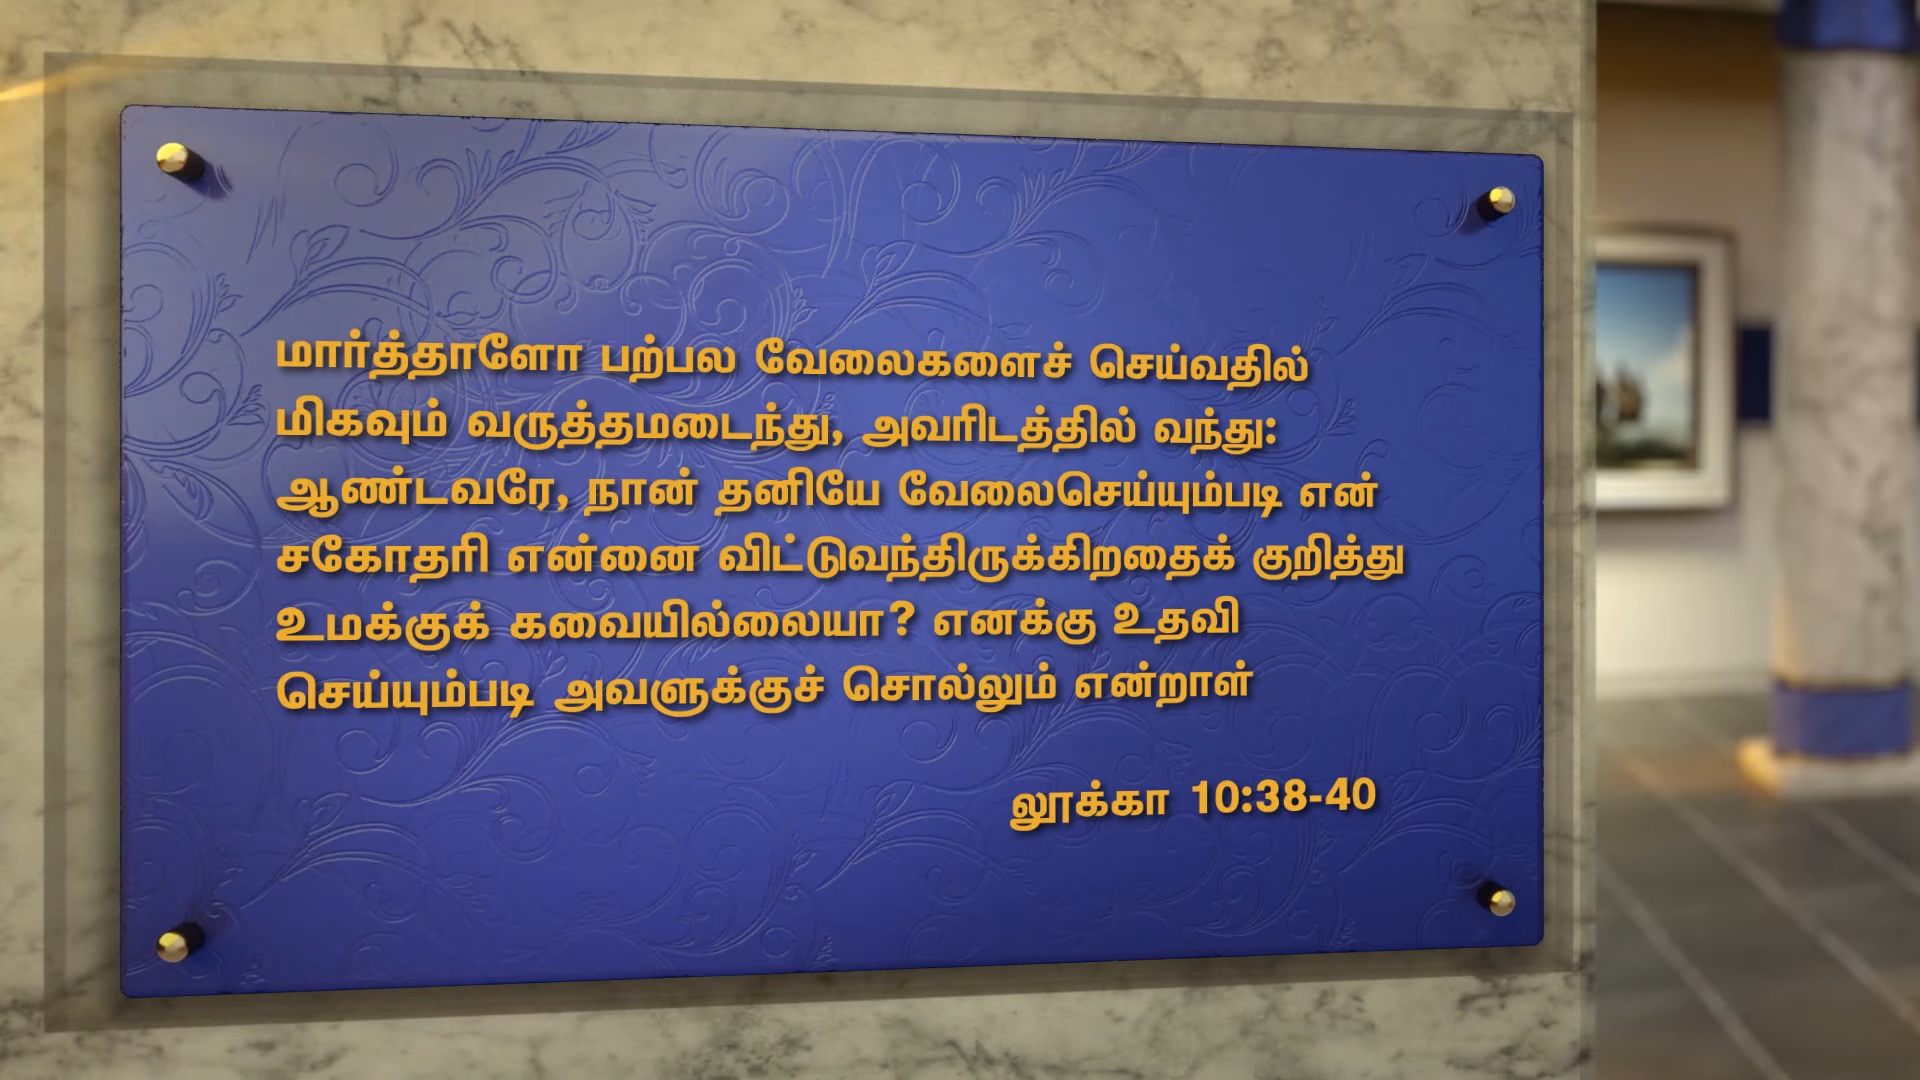 மார்த்தாளோ பற்பல வேலைகளைச் செய்வதில்
மிகவும் வருத்தமடைந்து, அவரிடத்தில் வந்து:
ஆண்டவரே, நான் தனியே வேலைசெய்யும்படி என்
சகோதரி என்னை விட்டுவந்திருக்கிறதைக் குறித்து
உமக்குக் கவையில்லையா? எனக்கு உதவி
செய்யும்படி அவளுக்குச் சொல்லும் என்றாள்
லூக்கா 10:38-40